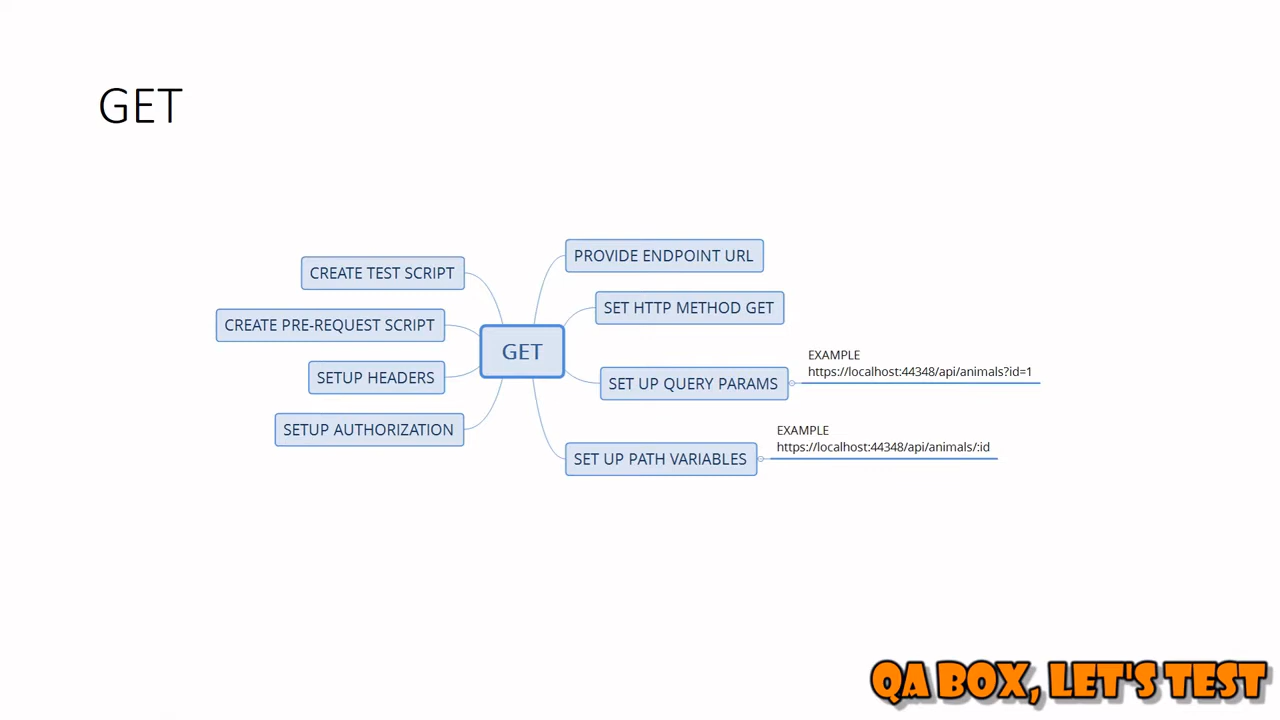 GET
CREATE TEST SCRIPT
CREATE PRE-REQUEST SCRIPT
SETUP HEADERS
SETUP AUTHORIZATION
GET
PROVIDE ENDPOINT URL
SET HTTP METHOD GET
SET UP QUERY PARAMS
EXAMPLE
https://localhost:44348/api/animals?id=1
SET UP PATH VARIABLES
EXAMPLE
https://localhost:44348/api/animals/:id
QA BOX, LET'S TEST